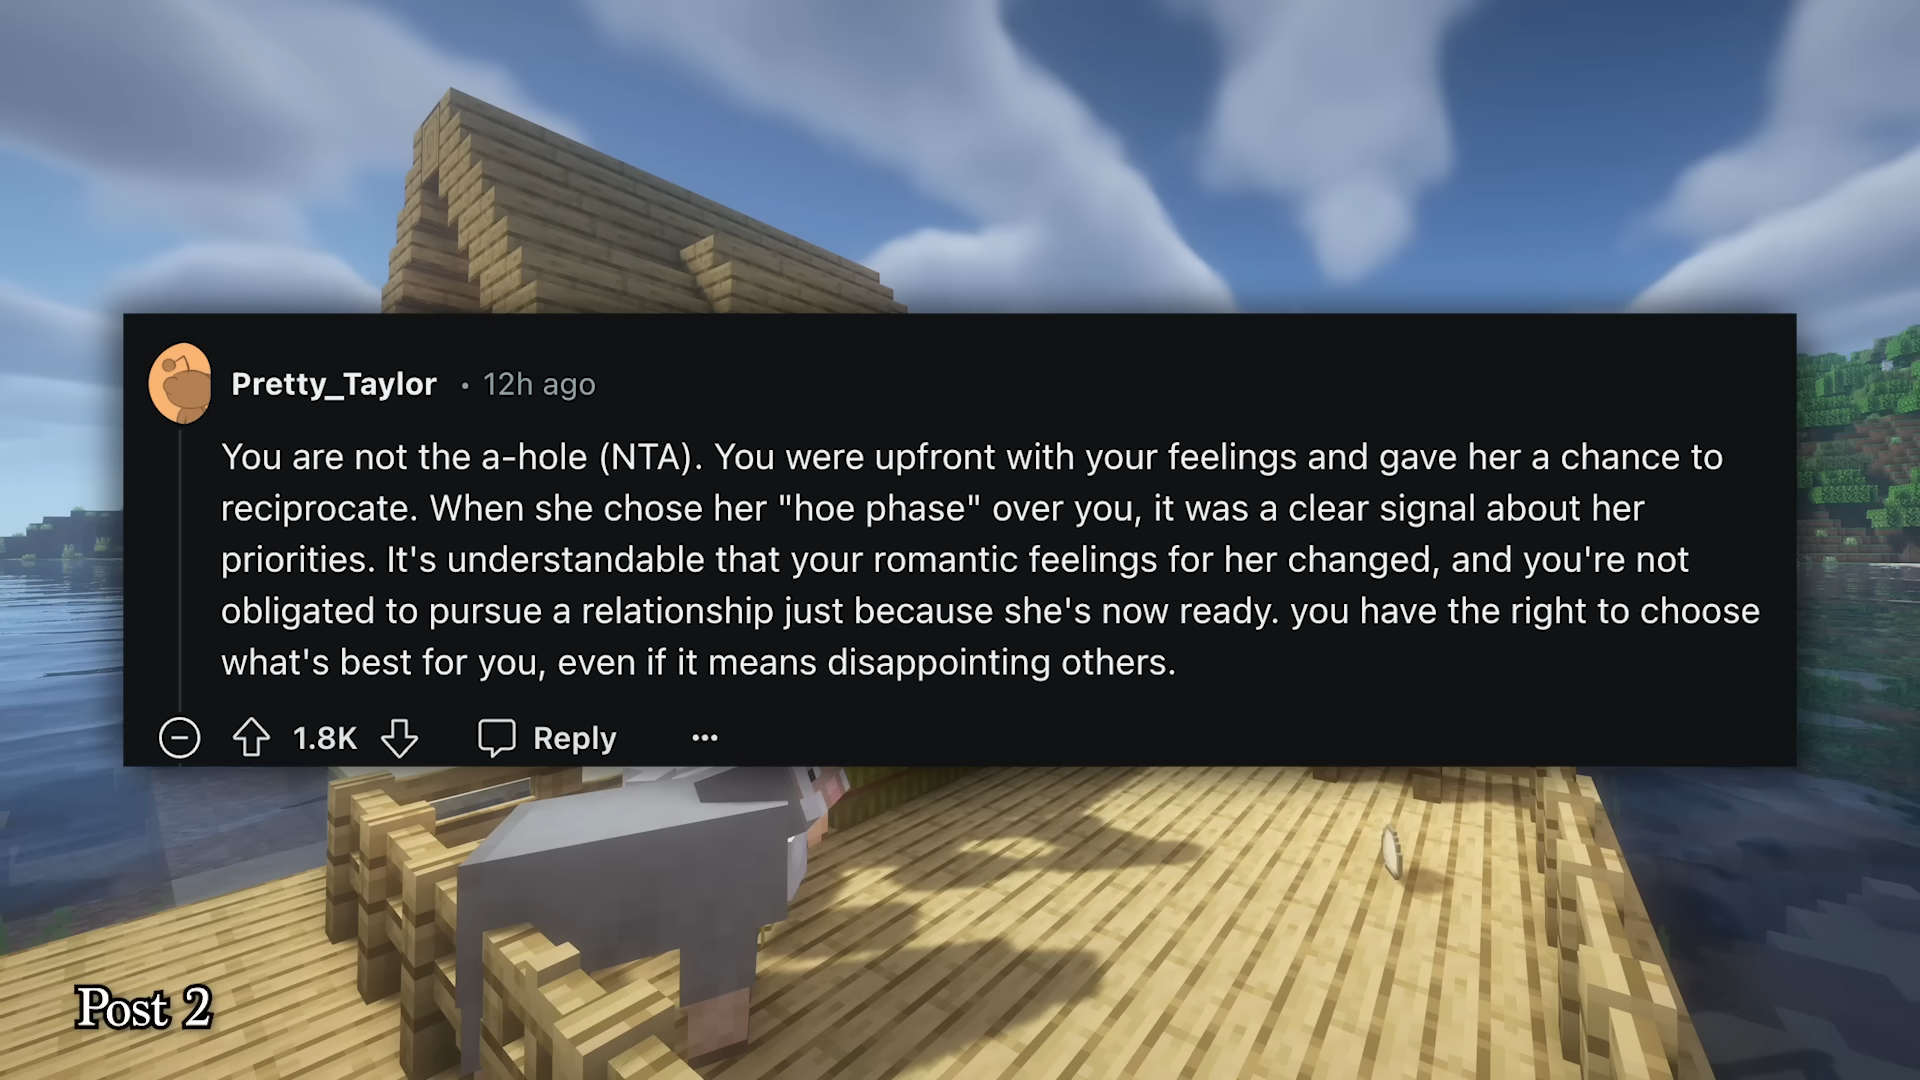 Pretty_Taylor • 12h ago
You are not the a-hole (NTA). You were upfront with your feelings and gave her a chance to
reciprocate. When she chose her "hoe phase" over you, it was a clear signal about her
priorities. It's understandable that your romantic feelings for her changed, and you're not
obligated to pursue a relationship just because she's now ready. you have the right to choose
what's best for you, even if it means disappointing others.
1.8K Reply ...
Post 2